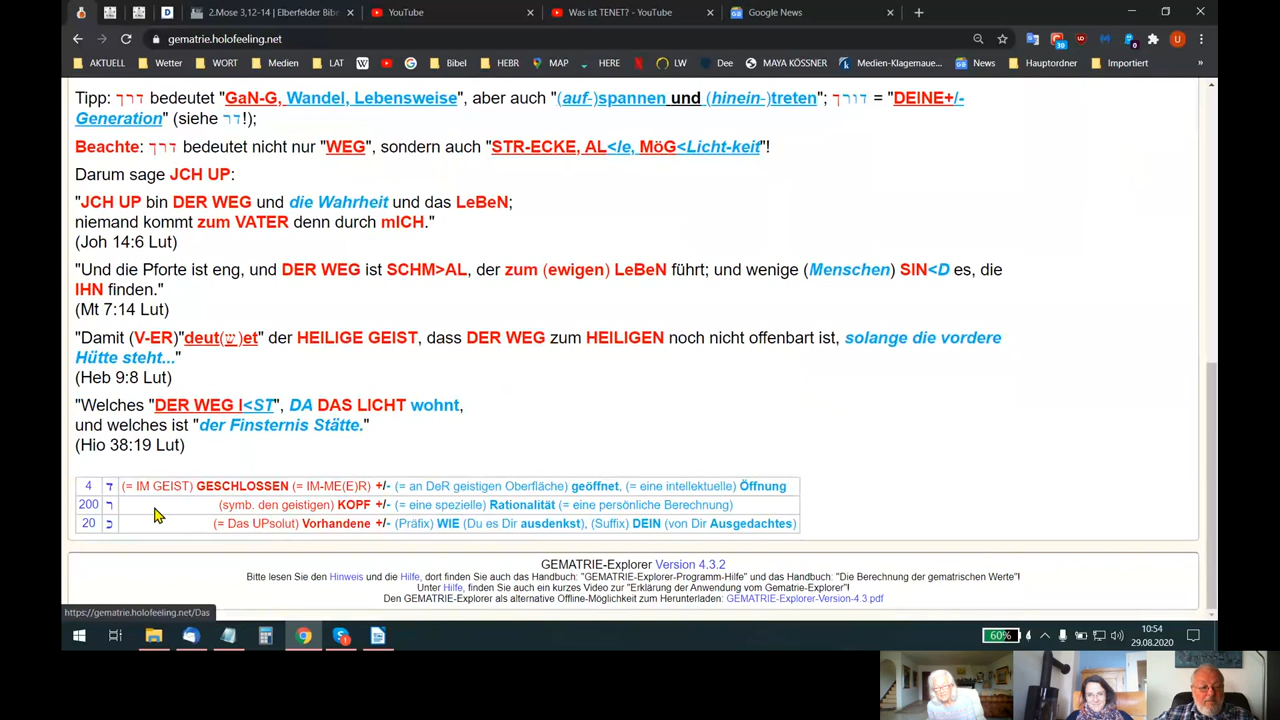 2.Mose 3,12-14 | Elberfelder Bibe
YouTube
Was ist TENET? - YouTube
Google News
gematrie.holofeeling.net
AKTUELL Wetter WORT Medien LAT Bibel HEBR MAP HERE LW Dee MAYA KÖSSNER Medien-Klagemaue... News Hauptordner Importiert »
Tipp: דרך bedeutet "GaN-G, Wandel, Lebensweise", aber auch "(auf-)spannen und (hinein-)treten"; דורך = "DEINE+/-
Generation" (siehe דר!);
Beachte: דרך bedeutet nicht nur "WEG", sondern auch "STR-ECKE, AL<le, MöG<Licht-keit"!
Darum sage JCH UP:
"JCH UP bin DER WEG und die Wahrheit und das LeBeN;
niemand kommt zum VATER denn durch mICH."
(Joh 14:6 Lut)
"Und die Pforte ist eng, und DER WEG ist SCHM>AL, der zum (ewigen) LeBeN führt; und wenige (Menschen) SIN<D es, die
IHN finden."
(Mt 7:14 Lut)
"Damit (V-ER)"deut(ש)et" der HEILIGE GEIST, dass DER WEG zum HEILIGEN noch nicht offenbart ist, solange die vordere
Hütte steht..."
(Heb 9:8 Lut)
"Welches "DER WEG I<ST", DA DAS LICHT wohnt,
und welches ist "der Finsternis Stätte."
(Hio 38:19 Lut)
4 ד (= IM GEIST) GESCHLOSSEN (= IM-ME(E)R) +/- (= an DeR geistigen Oberfläche) geöffnet, (= eine intellektuelle) Öffnung
200 ר (symb. den geistigen) KOPF +/- (= eine spezielle) Rationalität (= eine persönliche Berechnung)
20 כ (= Das UPsolut) Vorhandene +/- (Präfix) WIE (Du es Dir ausdenkst), (Suffix) DEIN (von Dir Ausgedachtes)
GEMATRIE-Explorer Version 4.3.2
Bitte lesen Sie den Hinweis und die Hilfe, dort finden Sie auch das Handbuch: "GEMATRIE-Explorer-Programm-Hilfe" und das Handbuch: "Die Berechnung der gematrischen Werte"!
Unter Hilfe, finden Sie auch ein kurzes Video zur "Erklärung der Anwendung vom Gematrie-Explorer"!
Den GEMATRIE-Explorer als alternative Offline-Möglichkeit zum Herunterladen: GEMATRIE-Explorer-Version-4.3 pdf
https://gematrie.holofeeling.net/Das
60%
10:54
29.08.2020